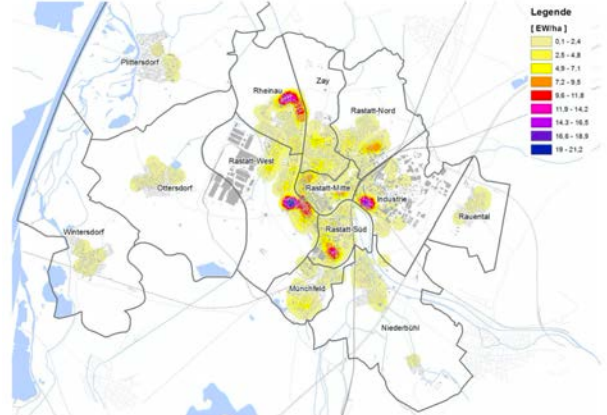 Legende
[ EW/ha ]
0,1 - 2,4
2,5 - 4,8
4,9 - 7,1
7,2 - 9,5
9,6 - 11,8
11,9 - 14,2
14,3 - 16,5
16,6 - 18,9
19 - 21,2
Plittersdorf
Zay
Rheinau
Rastatt-Nord
Rastatt-West
Ottersdorf
Rastatt-Mitte
Industrie
Rauental
Wintersdorf
Rastatt-Süd
Münchfeld
Niederbühl